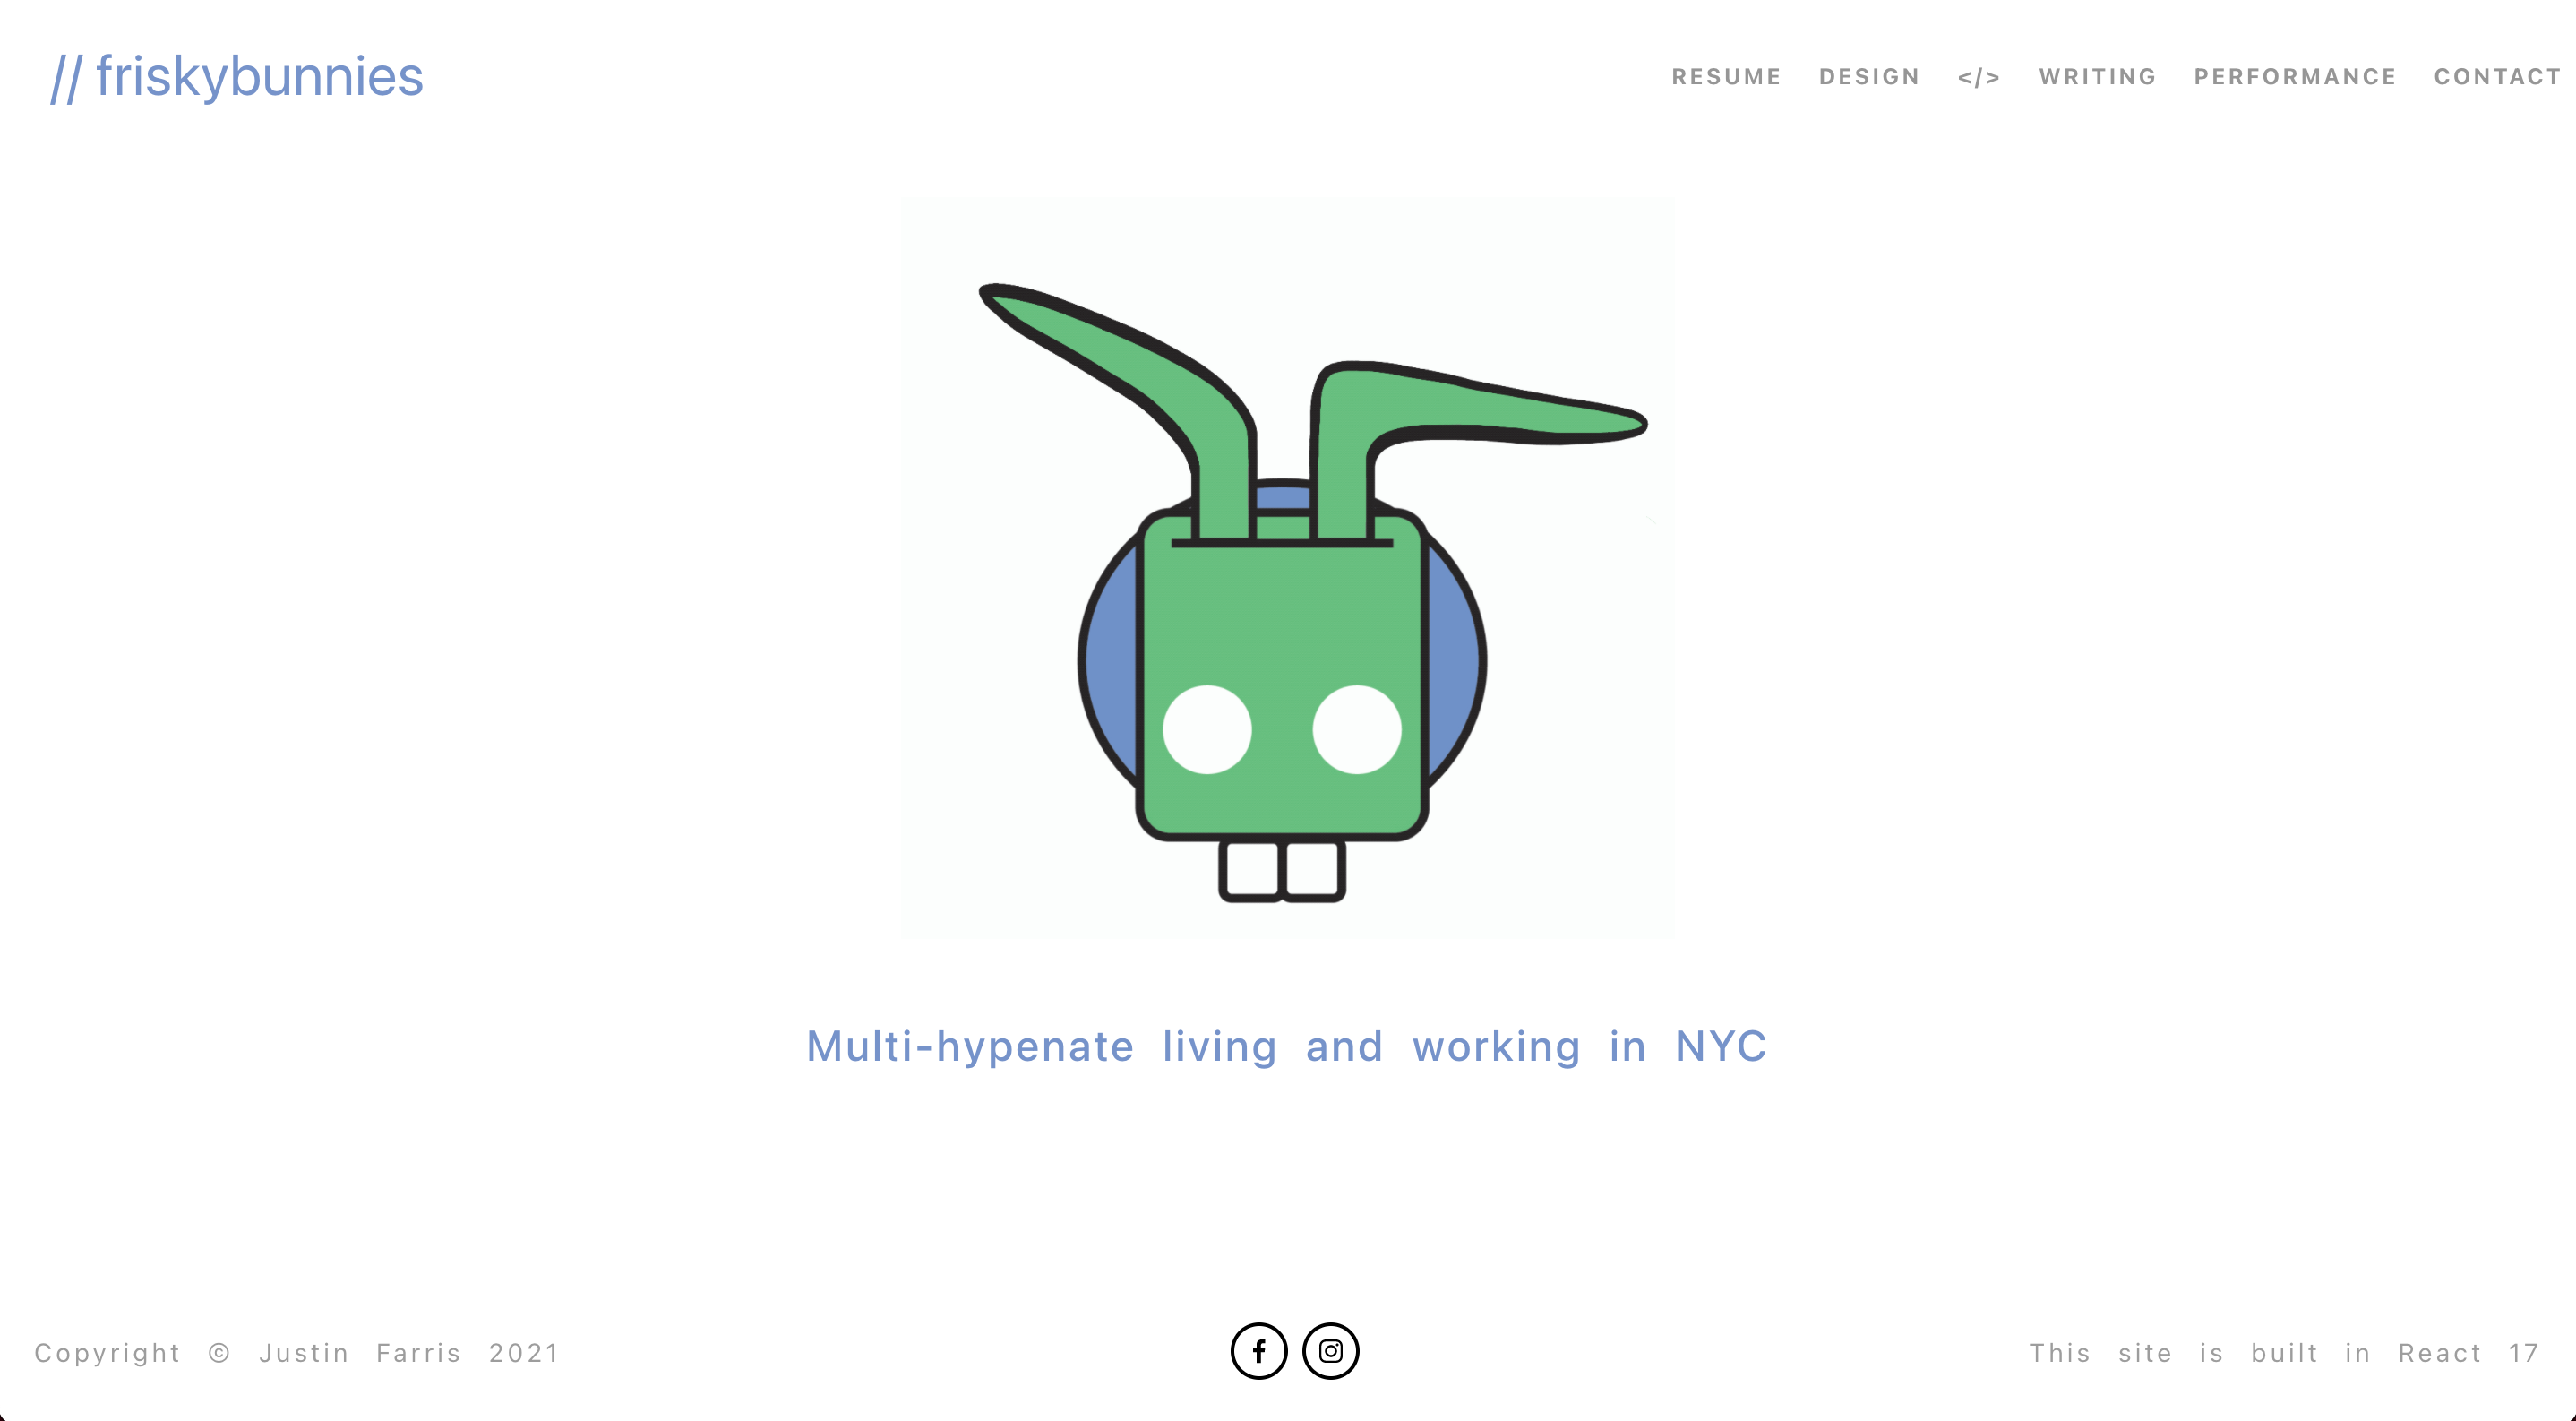 // friskybunnies
RESUME DESIGN </> WRITING PERFORMANCE CONTACT
Multi-hypenate living and working in NYC
Copyright © Justin Farris 2021
This site is built in React 17